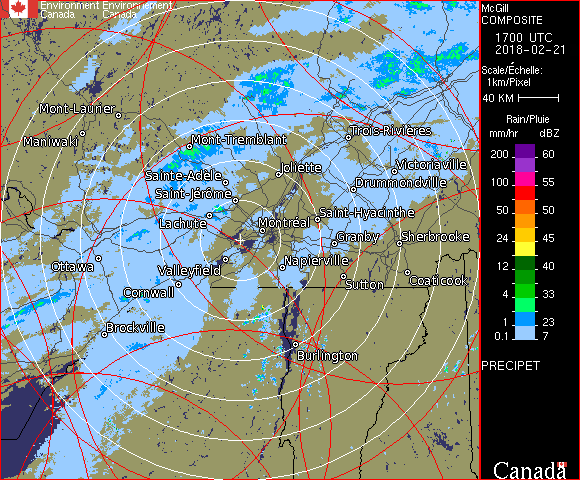 Environment Environnement
Canada Canada
McGill
COMPOSITE
1700 UTC
2018-02-21
Scale/Échelle:
1km/Pixel
40 KM
Rain/Pluie
mm/hr dBZ
200 60
100 55
50 50
24 45
12 40
4 33
1 23
0.1 7
PRECIPET
Canada
Mont-Laurier
Maniwaki
Mont-Tremblant
Trois-Rivières
Sainte-Adèle
Joliette
Victoriaville
Saint-Jérôme
Drummondville
Lachute
Montréal
Saint-Hyacinthe
Granby
Sherbrooke
Ottawa
Valleyfield
Napierville
Cornwall
Sutton
Coaticook
Brockville
Burlington